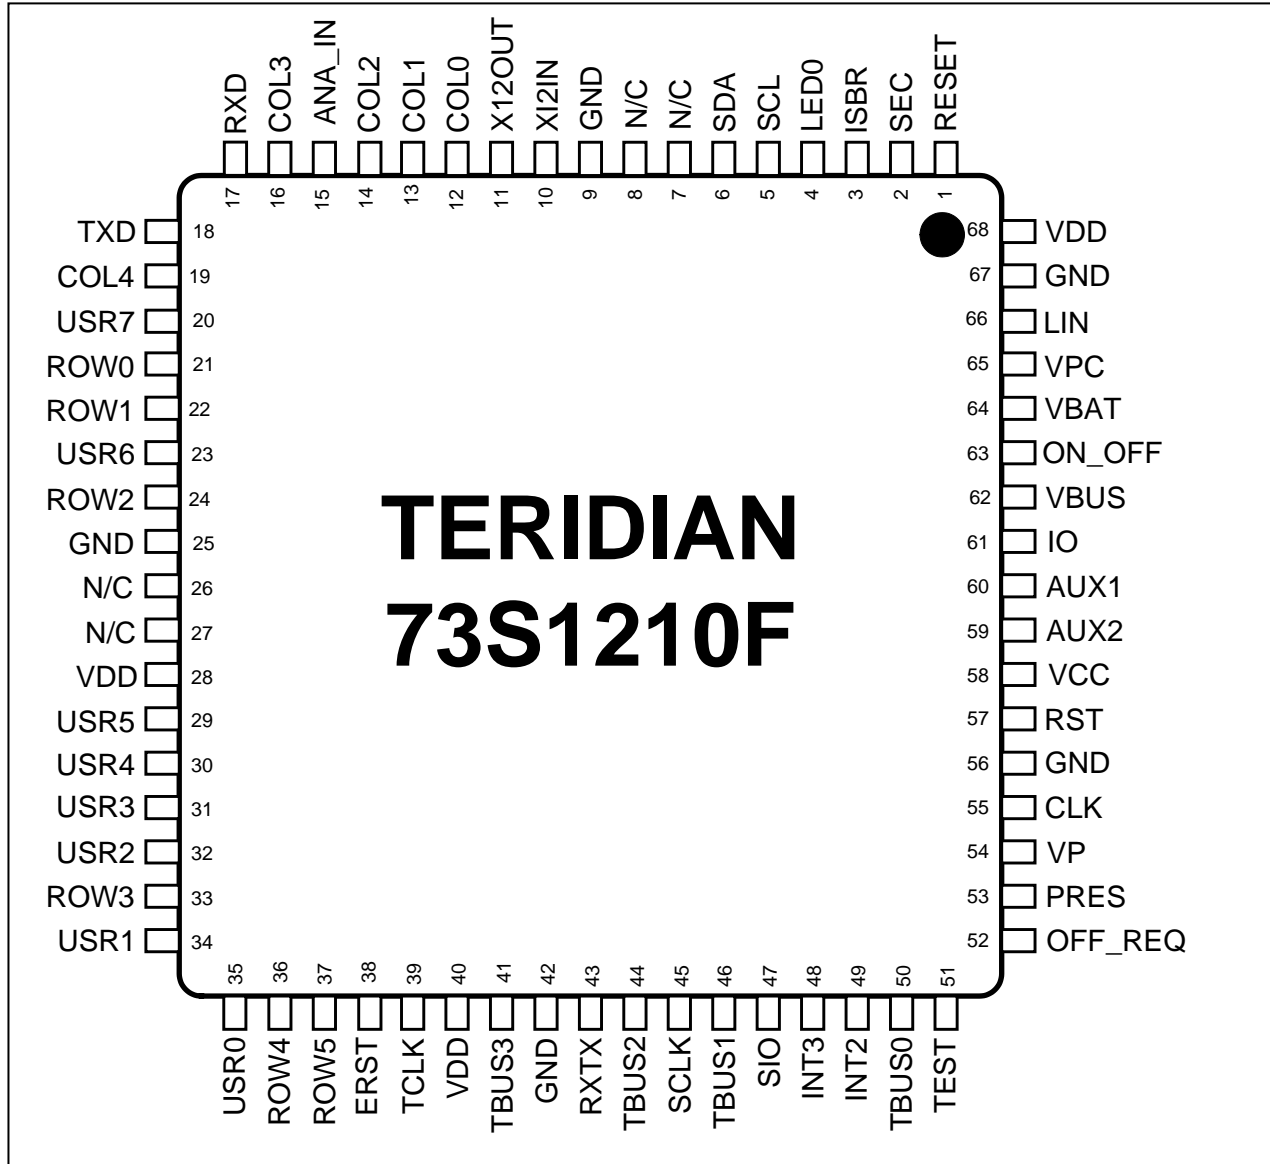 RXD
COL3
ANA_IN
COL2
COL1
COL0
X12OUT
XI2IN
GND
N/C
N/C
SDA
SCL
LED0
ISBR
SEC
RESET
17
16
15
14
13
12
11
10
9
8
7
6
5
4
3
2
1
TXD 18
COL4 19
USR7 20
ROW0 21
ROW1 22
USR6 23
ROW2 24
GND 25
N/C 26
N/C 27
VDD 28
USR5 29
USR4 30
USR3 31
USR2 32
ROW3 33
USR1 34
TERIDIAN
73S1210F
68 VDD
67 GND
66 LIN
65 VPC
64 VBAT
63 ON_OFF
62 VBUS
61 IO
60 AUX1
59 AUX2
58 VCC
57 RST
56 GND
55 CLK
54 VP
53 PRES
52 OFF_REQ
35
36
37
38
39
40
41
42
43
44
45
46
47
48
49
50
51
USR0
ROW4
ROW5
ERST
TCLK
VDD
TBUS3
GND
RXTX
TBUS2
SCLK
TBUS1
SIO
INT3
INT2
TBUS0
TEST